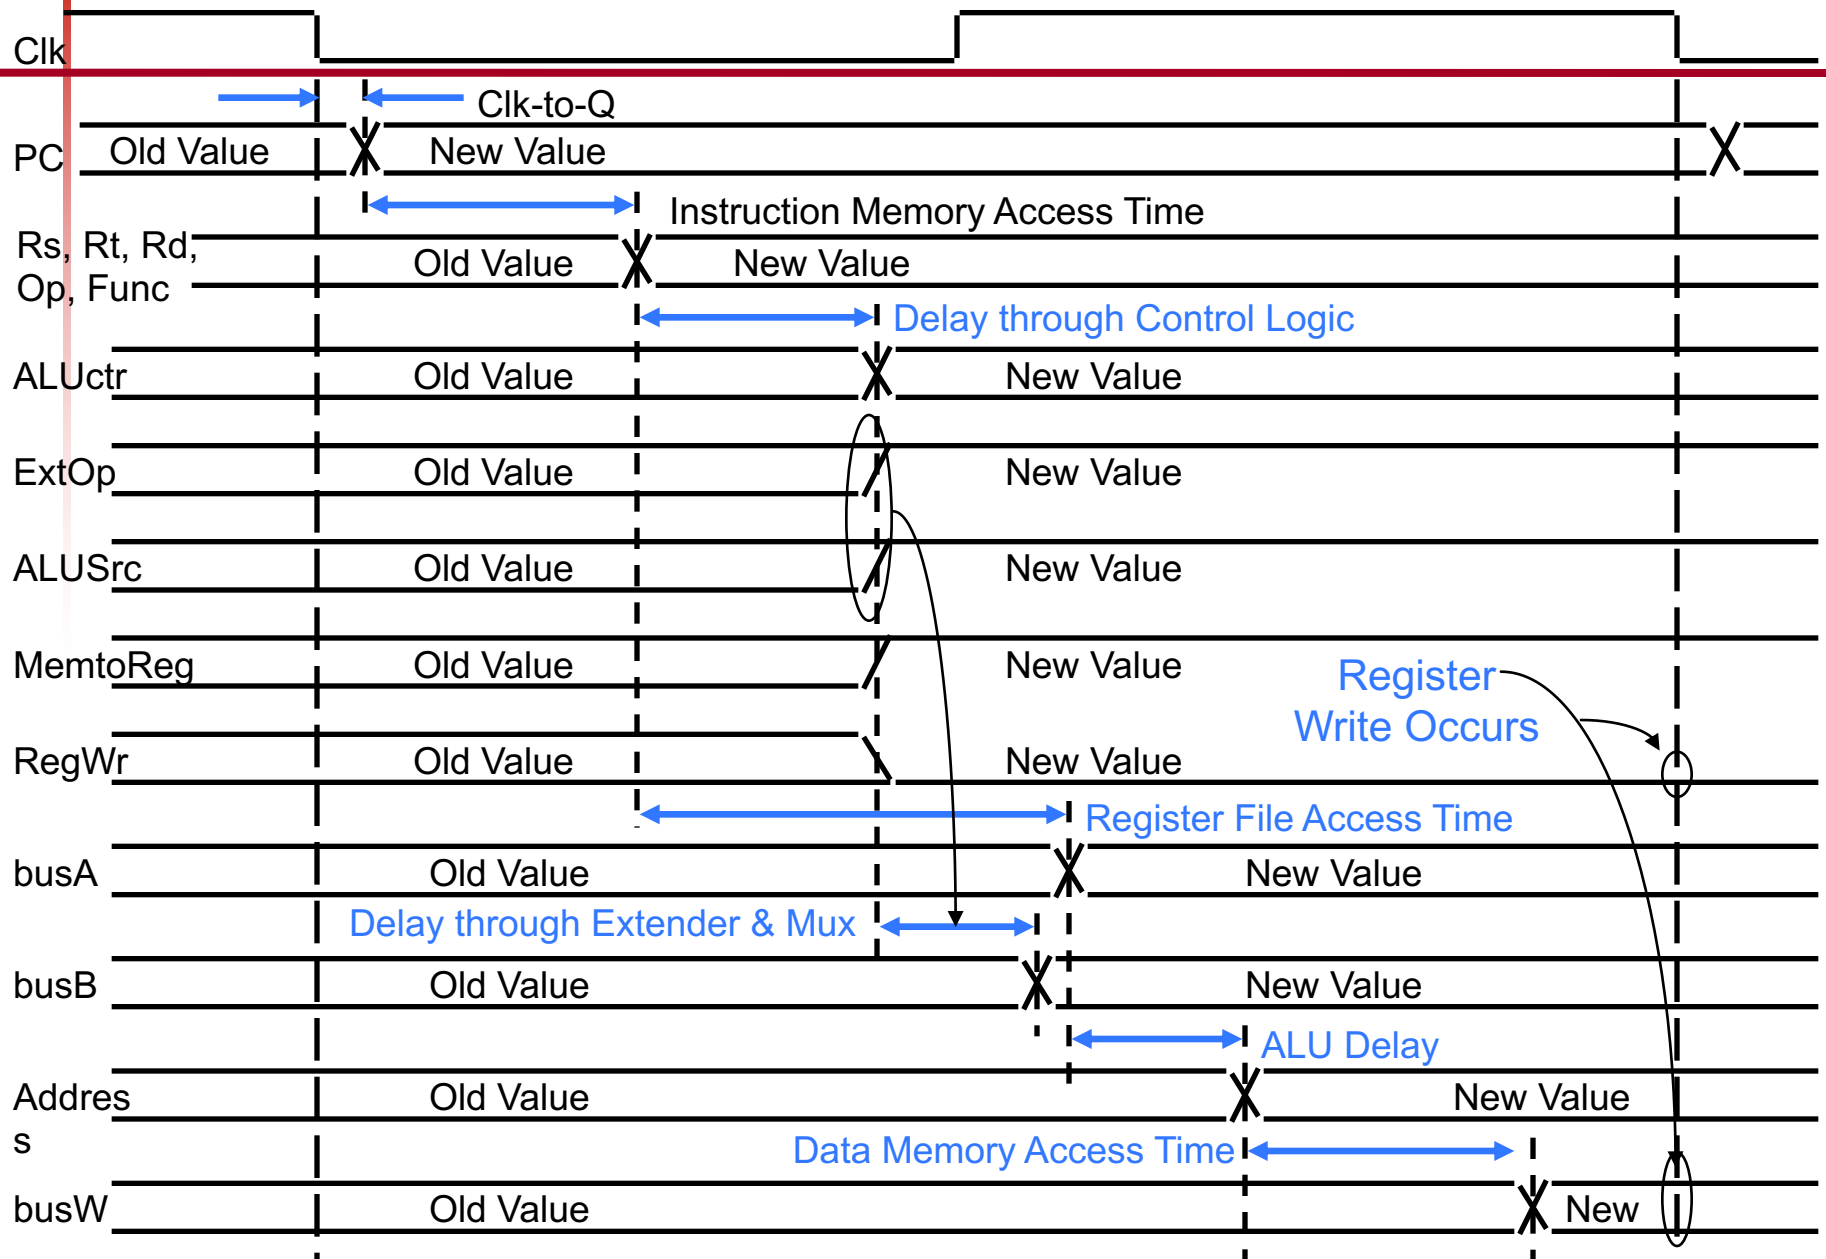 Clk
Clk-to-Q
PC Old Value New Value
Instruction Memory Access Time
Rs, Rt, Rd,
Op, Func
Old Value New Value
Delay through Control Logic
ALUctr Old Value New Value
ExtOp Old Value New Value
ALUSrc Old Value New Value
MemtoReg Old Value New Value
Register
Write Occurs
RegWr Old Value New Value
Register File Access Time
busA Old Value New Value
Delay through Extender & Mux
busB Old Value New Value
ALU Delay
Addres
s
Old Value New Value
Data Memory Access Time
busW Old Value New